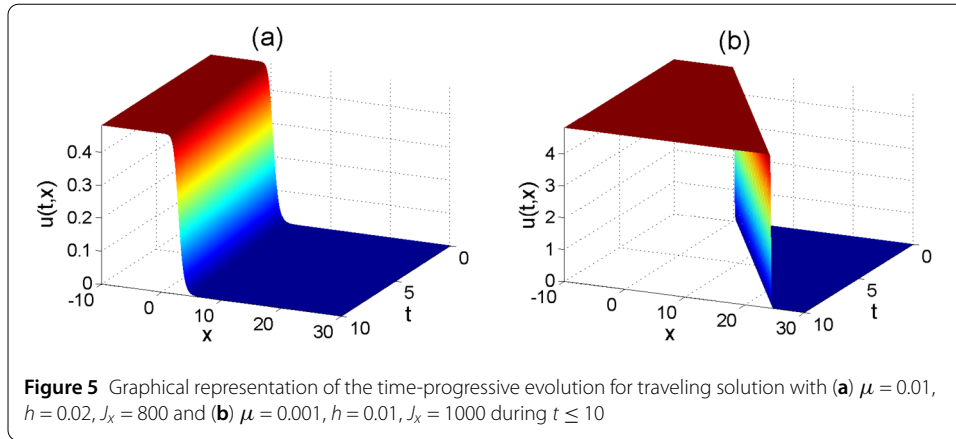 (a)
(b)
u(t,x)
0.4
0.3
0.2
0.1
0
-10
0
10
20
30
x
0
5
10
t
u(t,x)
4
3
2
1
0
-10
0
10
20
30
x
0
5
10
t
Figure 5 Graphical representation of the time-progressive evolution for traveling solution with (a) μ = 0.01,
h = 0.02, Jₓ = 800 and (b) μ = 0.001, h = 0.01, Jₓ = 1000 during t ≤ 10